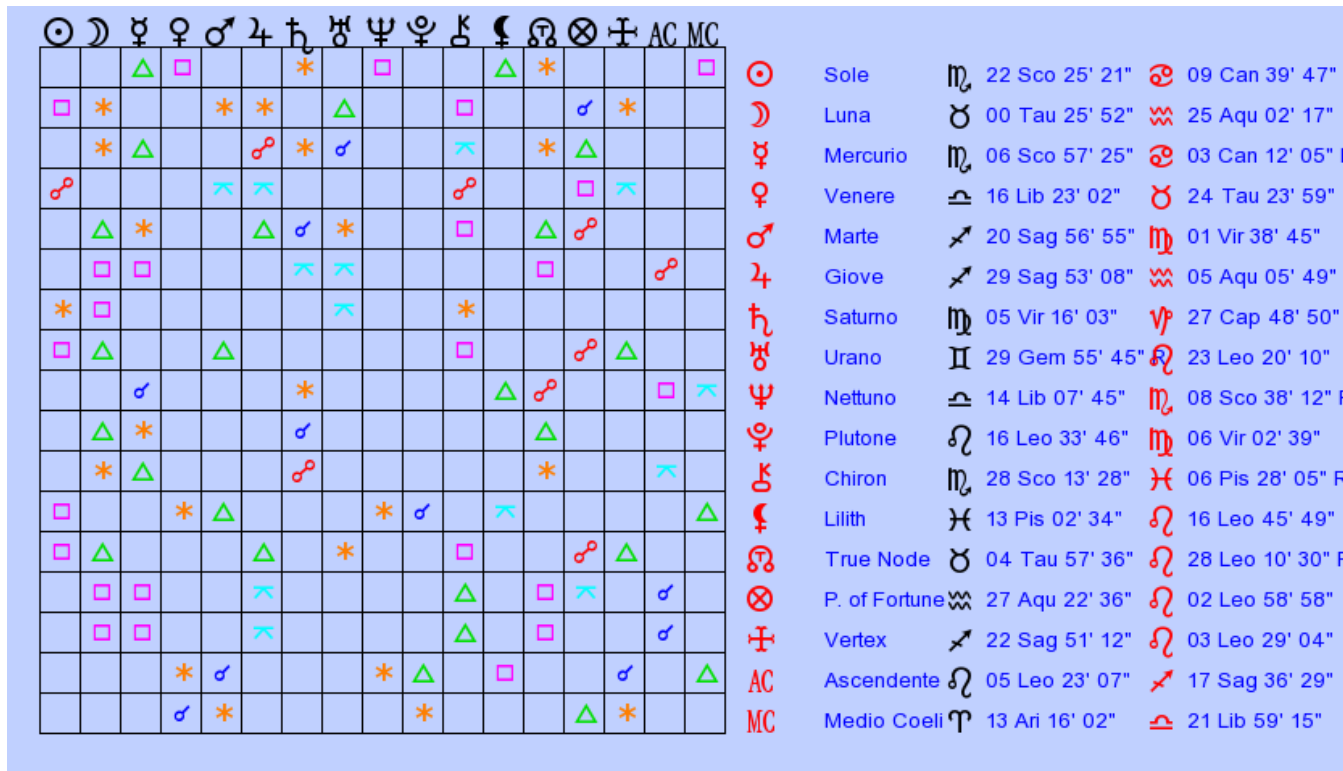 AC MC
Sole 22 Sco 25' 21" 09 Can 39' 47"
Luna 00 Tau 25' 52" 25 Aqu 02' 17"
Mercurio 06 Sco 57' 25" 03 Can 12' 05"
Venere 16 Lib 23' 02" 24 Tau 23' 59"
Marte 20 Sag 56' 55" 01 Vir 38' 45"
Giove 29 Sag 53' 08" 05 Aqu 05' 49"
Saturno 05 Vir 16' 03" 27 Cap 48' 50"
Urano 29 Gem 55' 45" R 23 Leo 20' 10"
Nettuno 14 Lib 07' 45" 08 Sco 38' 12"
Plutone 16 Leo 33' 46" 06 Vir 02' 39"
Chiron 28 Sco 13' 28" 06 Pis 28' 05" R
Lilith 13 Pis 02' 34" 16 Leo 45' 49"
True Node 04 Tau 57' 36" 28 Leo 10' 30"
P. of Fortune 27 Aqu 22' 36" 02 Leo 58' 58"
Vertex 22 Sag 51' 12" 03 Leo 29' 04"
AC Ascendente 05 Leo 23' 07" 17 Sag 36' 29"
MC Medio Coeli 13 Ari 16' 02" 21 Lib 59' 15"